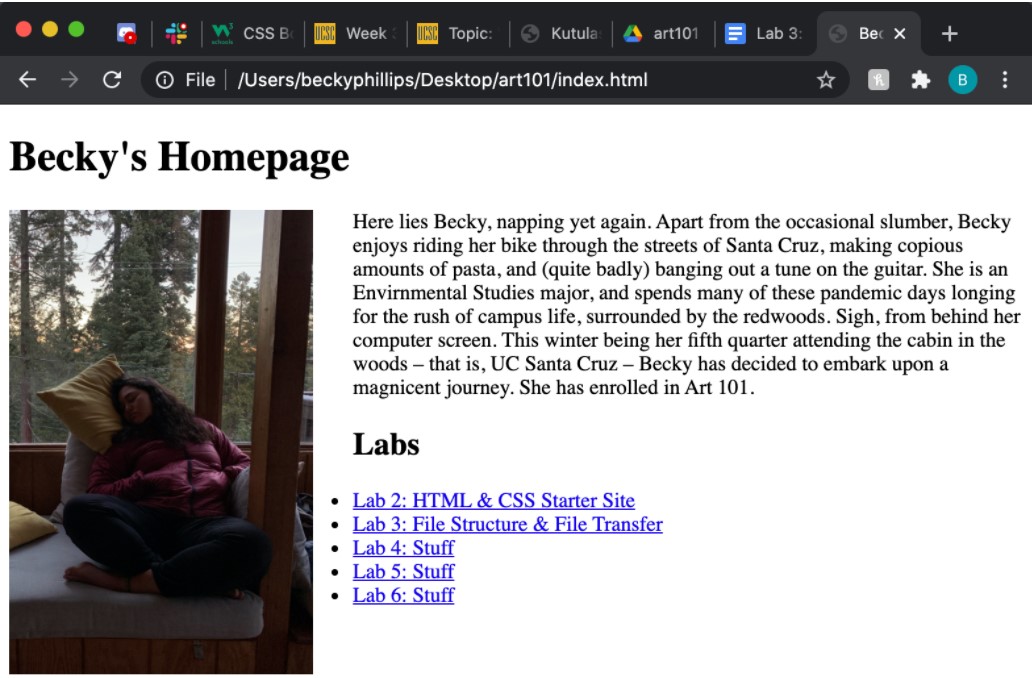 W3 schools CSS B
UCSC Week
UCSC Topic:
Kutula
art101
Lab 3:
Bec
File /Users/beckyphillips/Desktop/art101/index.html
B
Becky's Homepage
Here lies Becky, napping yet again. Apart from the occasional slumber, Becky
enjoys riding her bike through the streets of Santa Cruz, making copious
amounts of pasta, and (quite badly) banging out a tune on the guitar. She is an
Envirnmental Studies major, and spends many of these pandemic days longing
for the rush of campus life, surrounded by the redwoods. Sigh, from behind her
computer screen. This winter being her fifth quarter attending the cabin in the
woods – that is, UC Santa Cruz – Becky has decided to embark upon a
magnicent journey. She has enrolled in Art 101.
Labs
Lab 2: HTML & CSS Starter Site
Lab 3: File Structure & File Transfer
Lab 4: Stuff
Lab 5: Stuff
Lab 6: Stuff